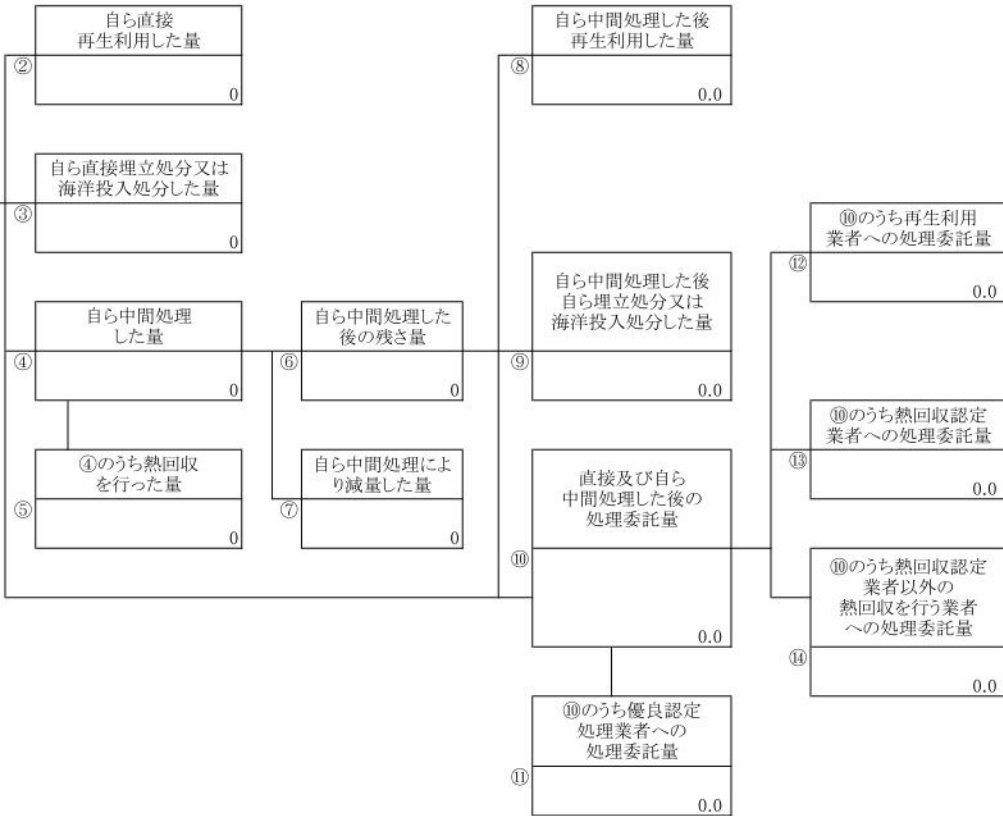 自ら直接
再生利用した量
②
0
自ら中間処理した後
再生利用した量
⑧
0.0
自ら直接埋立処分又は
海洋投入処分した量
③
0
⑩のうち再生利用
業者への処理委託量
⑫
0.0
自ら中間処理
した量
④
0
自ら中間処理した
後の残さ量
⑥
0
自ら中間処理した後
自ら埋立処分又は
海洋投入処分した量
⑨
0.0
⑩のうち熱回収認定
業者への処理委託量
⑬
0.0
④のうち熱回収
を行った量
⑤
0
自ら中間処理によ
り減量した量
⑦
0
直接及び自ら
中間処理した後の
処理委託量
⑩
0.0
⑩のうち熱回収認定
業者以外の
熱回収を行う業者
への処理委託量
⑭
0.0
⑩のうち優良認定
処理業者への
処理委託量
⑪
0.0